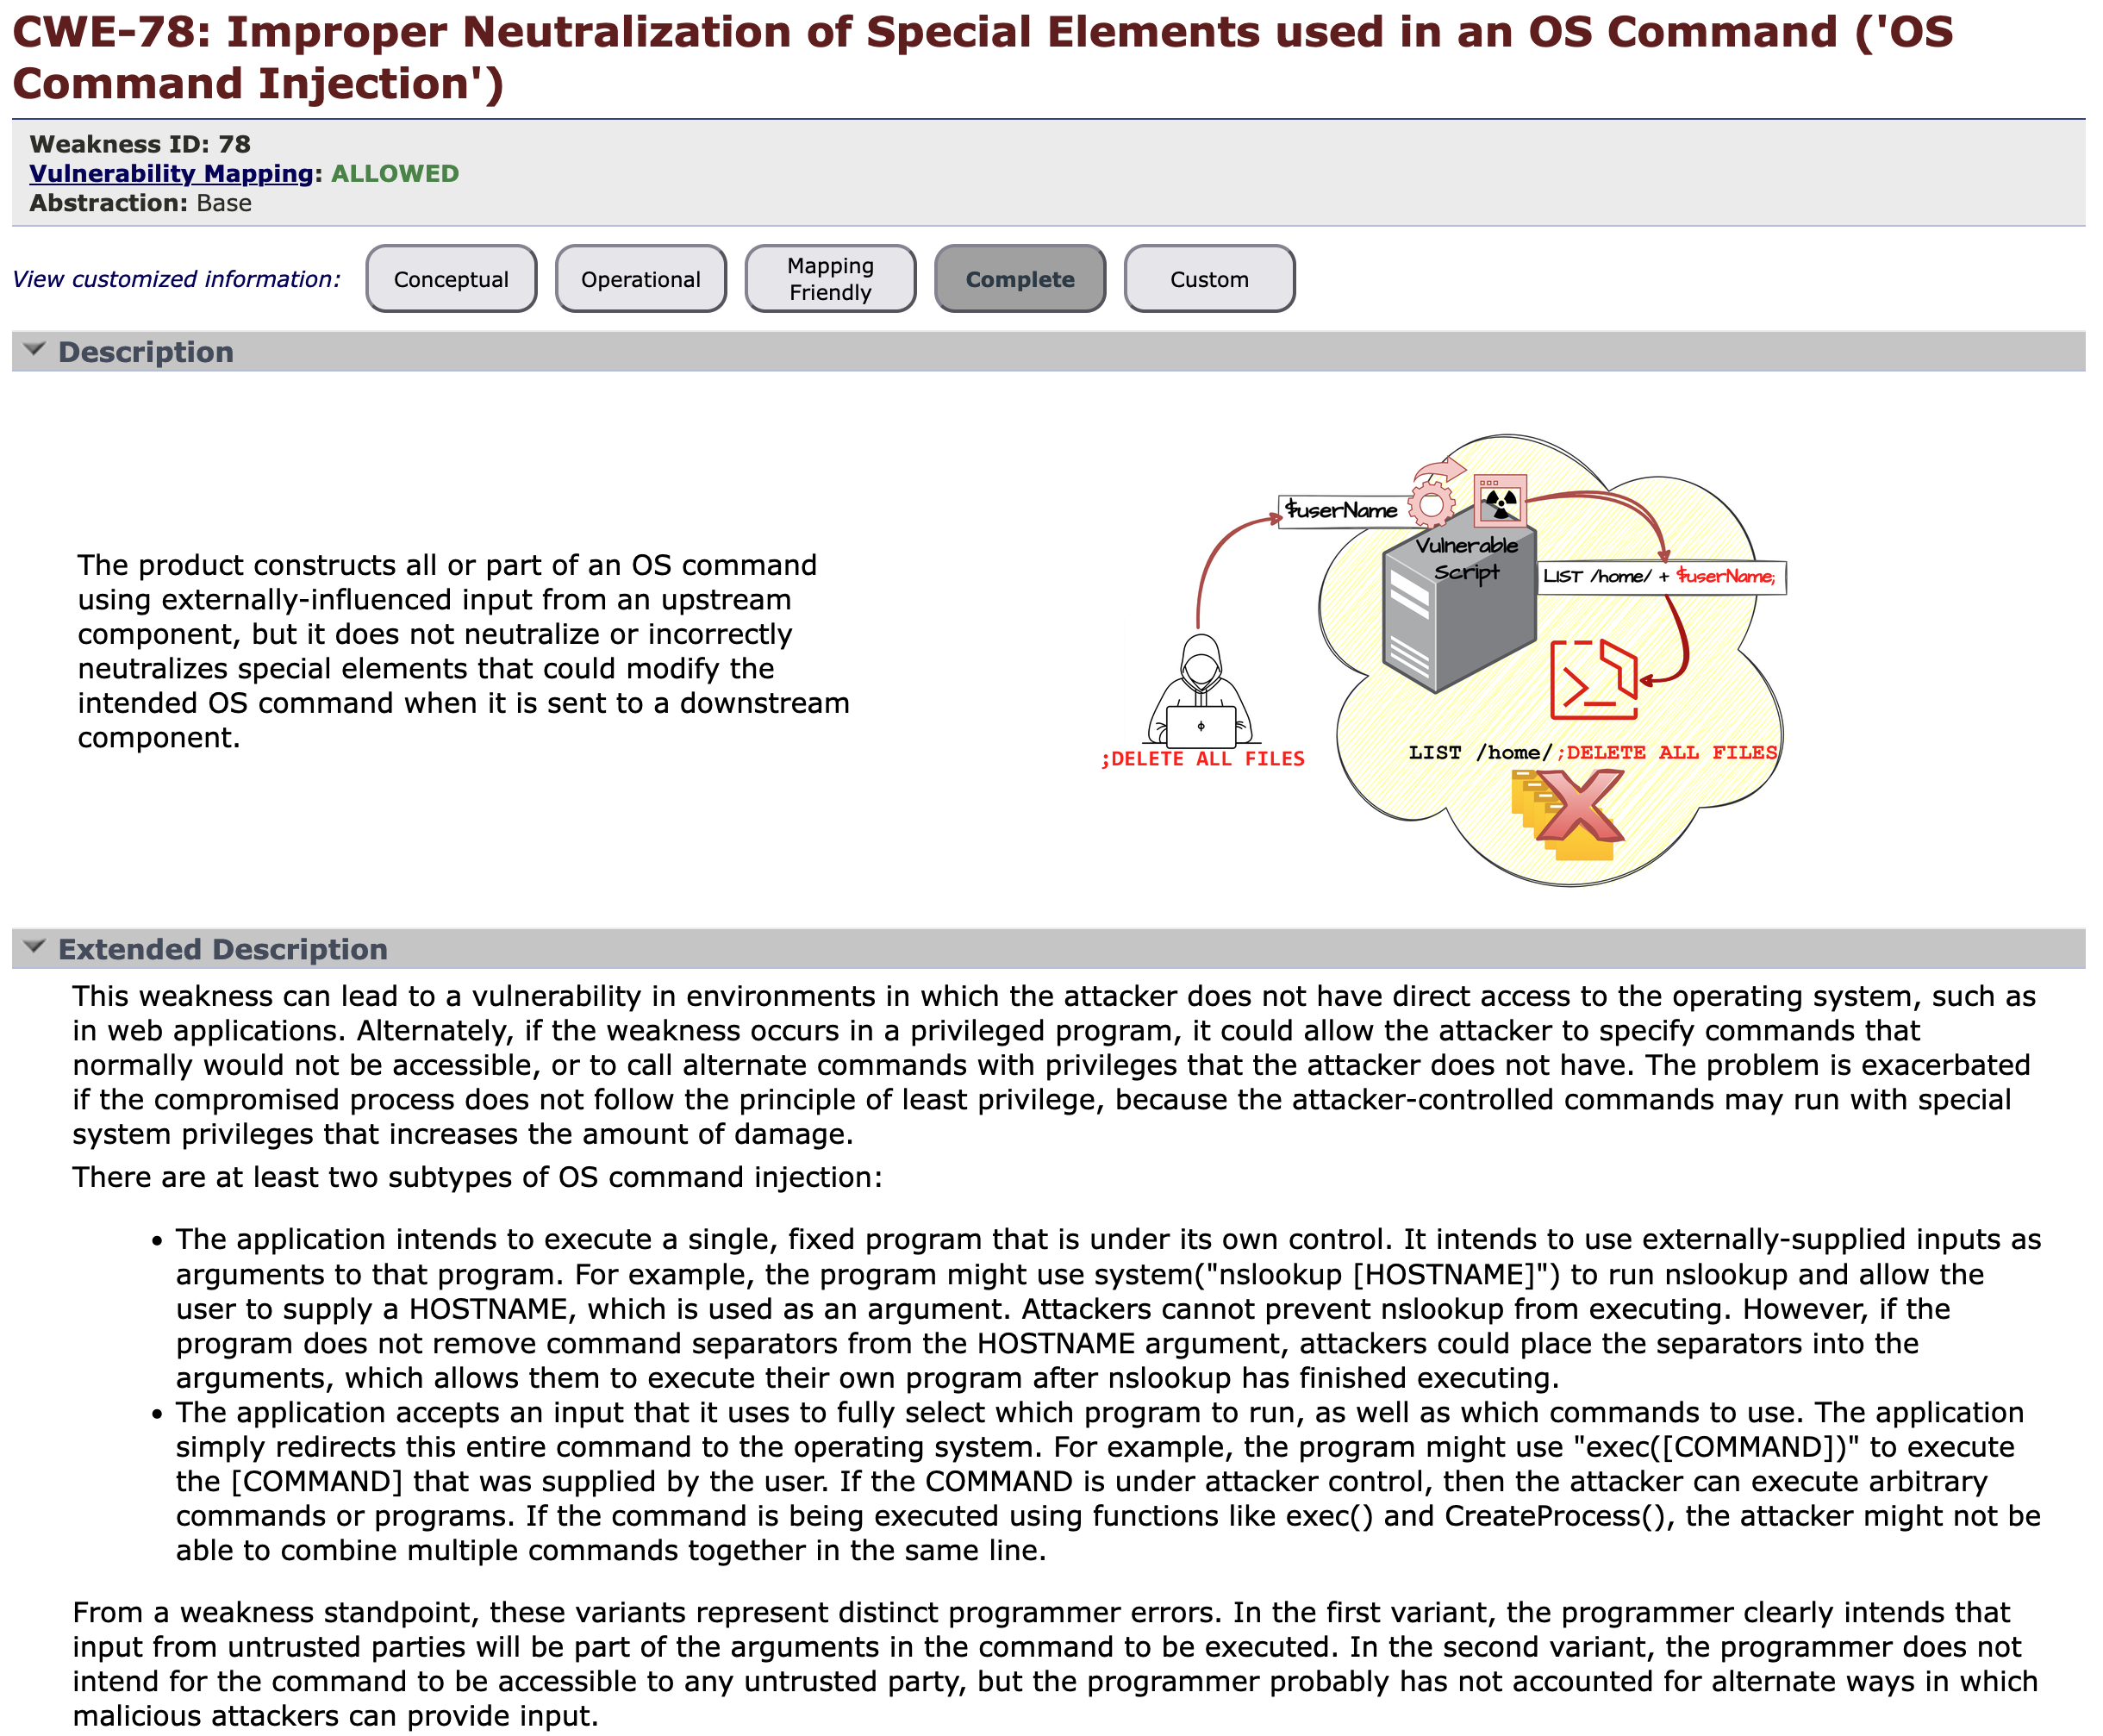 CWE-78: Improper Neutralization of Special Elements used in an OS Command ('OS
Command Injection')
Weakness ID: 78
Vulnerability Mapping: ALLOWED
Abstraction: Base
View customized information:
Conceptual
Operational
Mapping
Friendly
Complete
Custom
Description
The product constructs all or part of an OS command
using externally-influenced input from an upstream
component, but it does not neutralize or incorrectly
neutralizes special elements that could modify the
intended OS command when it is sent to a downstream
component.
$userName
Vulnerable
Script
LIST /home/ + $userName;
;DELETE ALL FILES
LIST /home/;DELETE ALL FILES
Extended Description
This weakness can lead to a vulnerability in environments in which the attacker does not have direct access to the operating system, such as
in web applications. Alternately, if the weakness occurs in a privileged program, it could allow the attacker to specify commands that
normally would not be accessible, or to call alternate commands with privileges that the attacker does not have. The problem is exacerbated
if the compromised process does not follow the principle of least privilege, because the attacker-controlled commands may run with special
system privileges that increases the amount of damage.
There are at least two subtypes of OS command injection:
• The application intends to execute a single, fixed program that is under its own control. It intends to use externally-supplied inputs as
arguments to that program. For example, the program might use system("nslookup [HOSTNAME]") to run nslookup and allow the
user to supply a HOSTNAME, which is used as an argument. Attackers cannot prevent nslookup from executing. However, if the
program does not remove command separators from the HOSTNAME argument, attackers could place the separators into the
arguments, which allows them to execute their own program after nslookup has finished executing.
• The application accepts an input that it uses to fully select which program to run, as well as which commands to use. The application
simply redirects this entire command to the operating system. For example, the program might use "exec([COMMAND])" to execute
the [COMMAND] that was supplied by the user. If the COMMAND is under attacker control, then the attacker can execute arbitrary
commands or programs. If the command is being executed using functions like exec() and CreateProcess(), the attacker might not be
able to combine multiple commands together in the same line.
From a weakness standpoint, these variants represent distinct programmer errors. In the first variant, the programmer clearly intends that
input from untrusted parties will be part of the arguments in the command to be executed. In the second variant, the programmer does not
intend for the command to be accessible to any untrusted party, but the programmer probably has not accounted for alternate ways in which
malicious attackers can provide input.